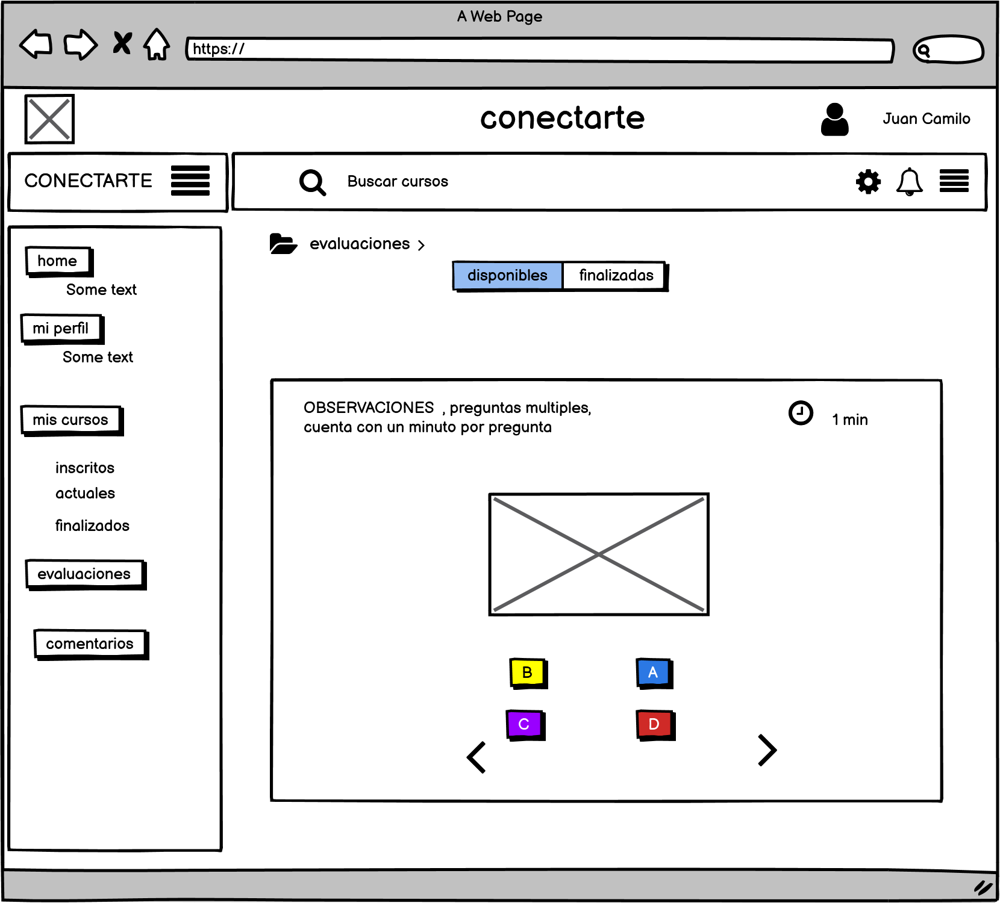 A Web Page
https://
conectarte
Juan Camilo
CONECTARTE
Buscar cursos
home
Some text
mi perfil
Some text
mis cursos
inscritos
actuales
finalizados
evaluaciones
comentarios
evaluaciones
disponibles
finalizadas
OBSERVACIONES , preguntas multiples,
cuenta con un minuto por pregunta
1 min
B
A
C
D